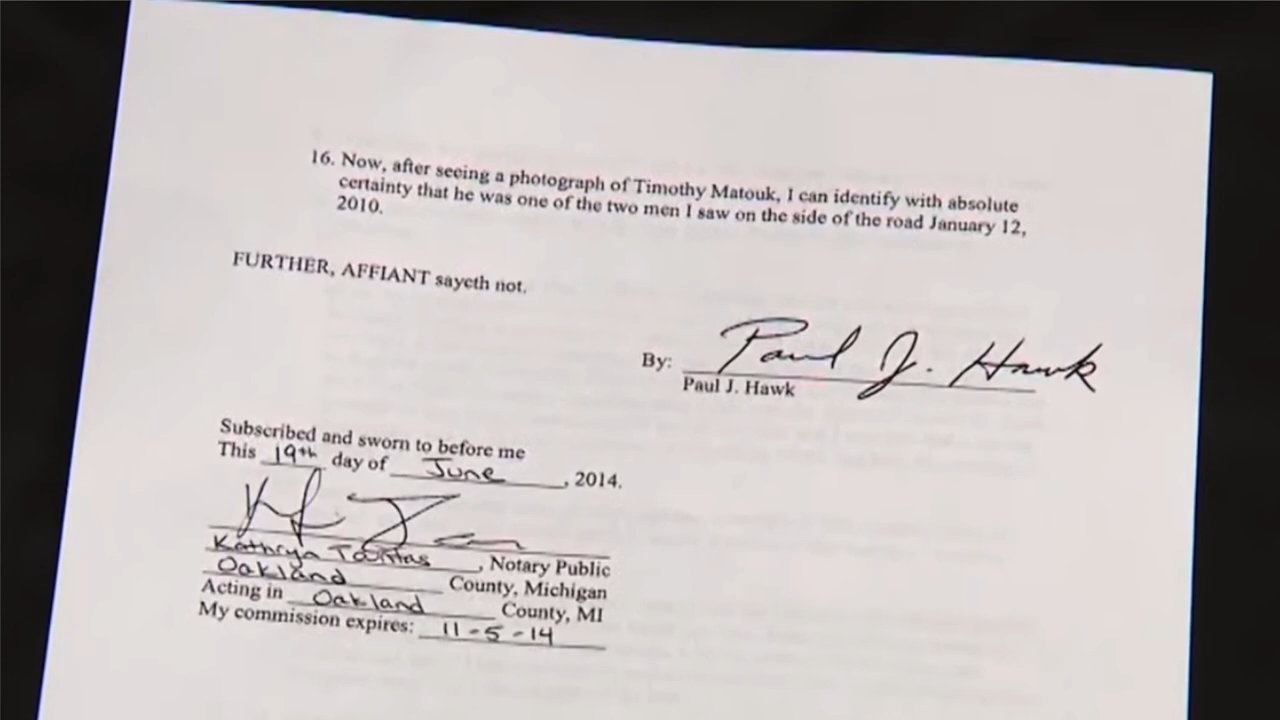 16. Now, after seeing a photograph of Timothy Matouk, I can identify with absolute
certainty that he was one of the two men I saw on the side of the road January 12,
2010.
FURTHER, AFFIANT sayeth not.
By: Paul J. Hawk
Paul J. Hawk
Subscribed and sworn to before me
This 19th day of June, 2014.
Kathryn, Notary Public
Oakland County, Michigan
Acting in Oakland County, MI
My commission expires: 11-5-14